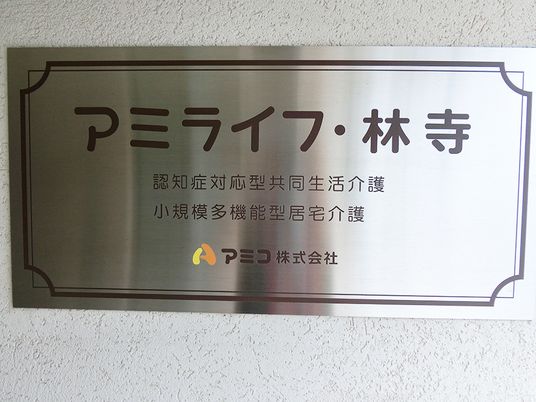 アミライフ・林寺
認知症対応型共同生活介護
小規模多機能型居宅介護
アミコ株式会社